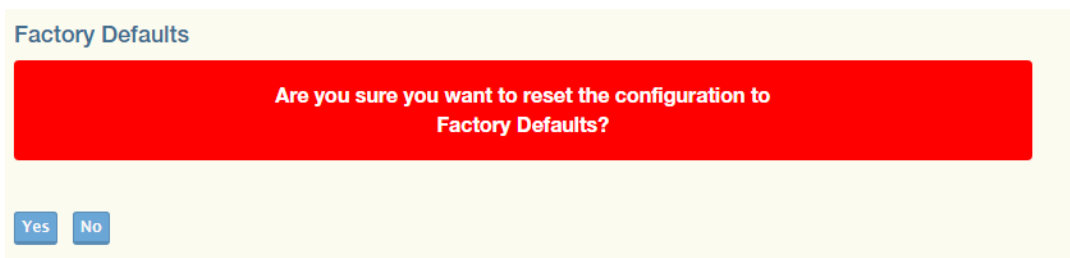 Factory Defaults
Are you sure you want to reset the configuration to
Factory Defaults?
Yes No